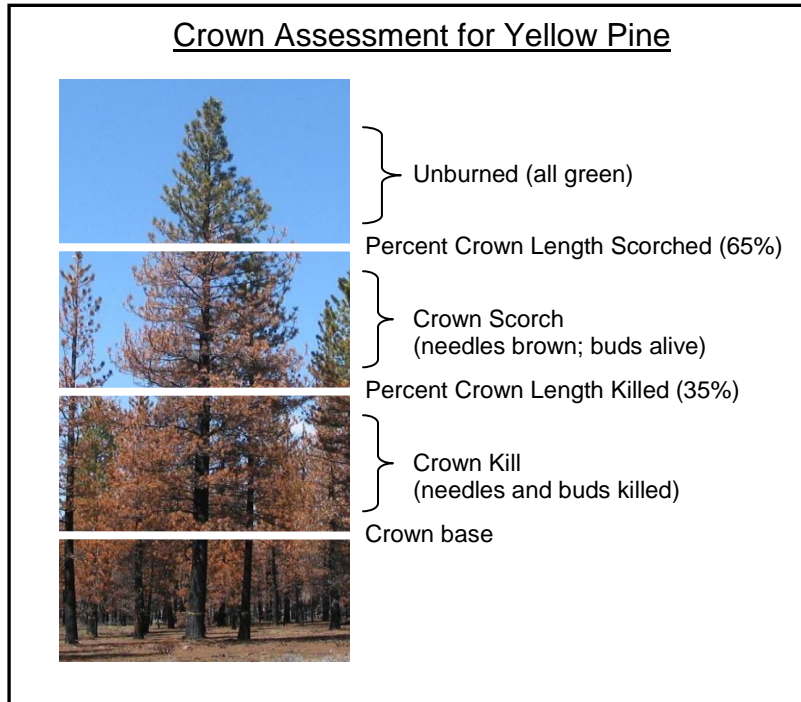 Crown Assessment for Yellow Pine
Unburned (all green)
Percent Crown Length Scorched (65%)
Crown Scorch
(needles brown; buds alive)
Percent Crown Length Killed (35%)
Crown Kill
(needles and buds killed)
Crown base